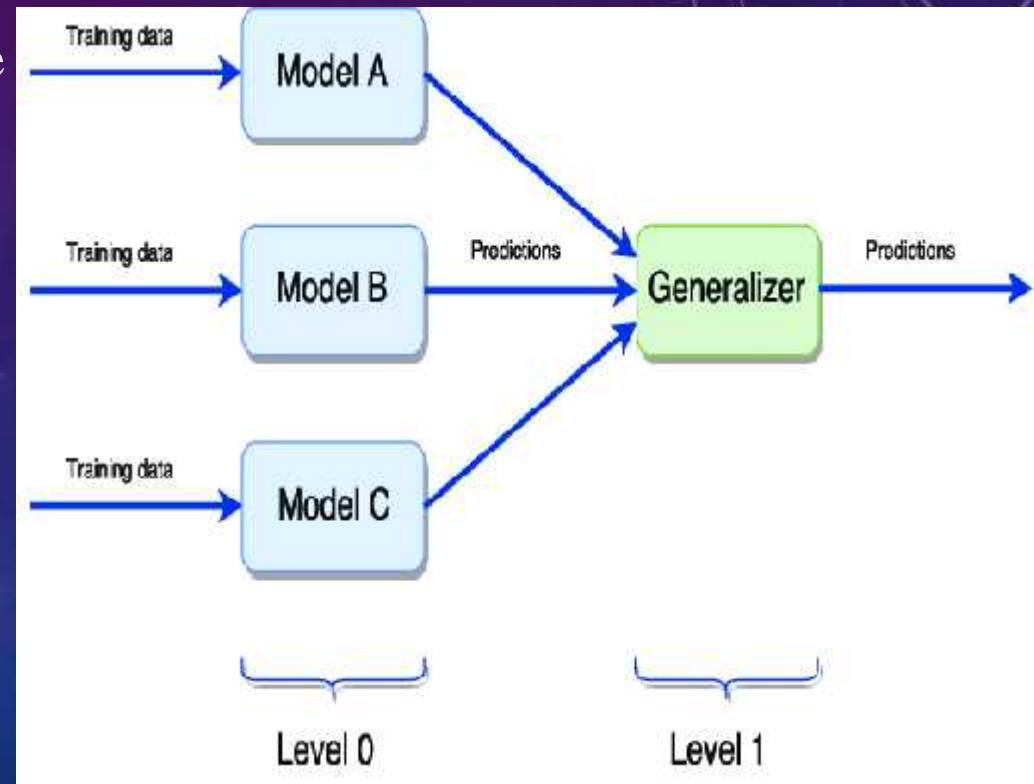 Training data
e
Model A
Training data
Model B
Predictions
Generalizer
Predictions
Training data
Model C
Level 0
Level 1